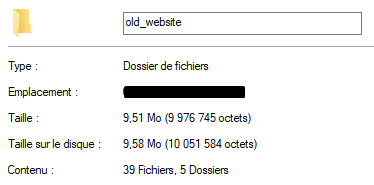 old_website
Type : Dossier de fichiers
Emplacement :
Taille : 9,51 Mo (9 976 745 octets)
Taille sur le disque : 9,58 Mo (10 051 584 octets)
Contenu : 39 Fichiers, 5 Dossiers